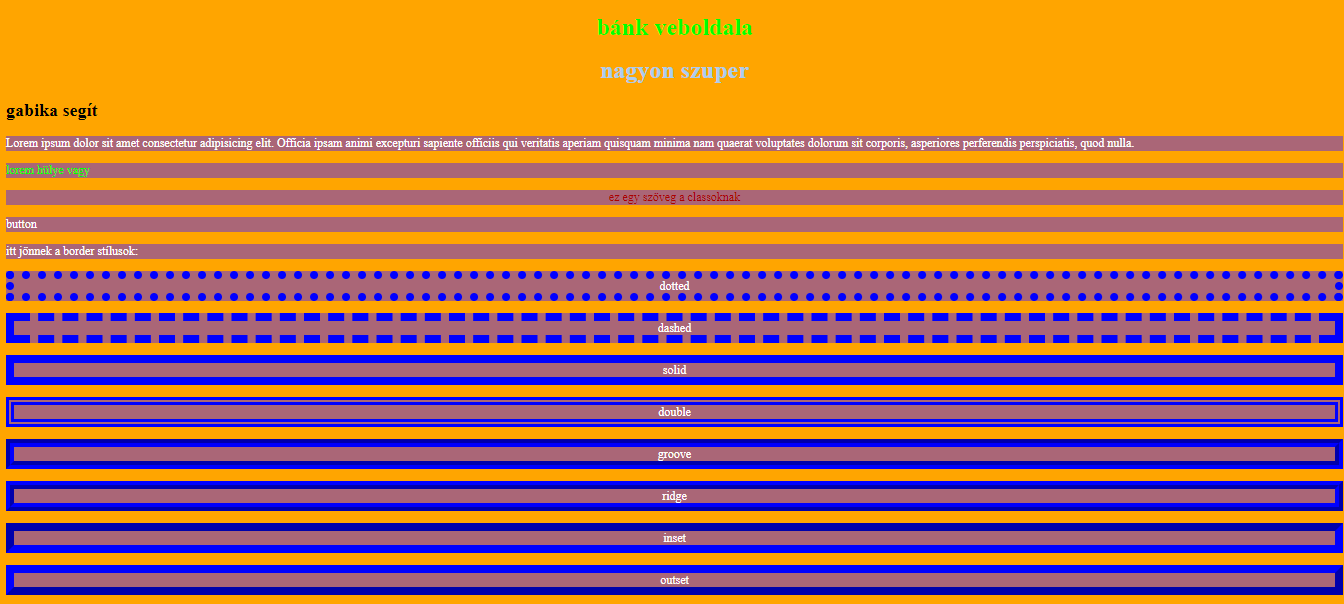 bánk veboldala
nagyon szuper
gabika segít
Lorem ipsum dolor sit amet consectetur adipisicing elit. Officia ipsam animi excepturi sapiente officiis qui veritatis aperiam quisquam minima nam quaerat voluptates dolorum sit corporis, asperiores perferendis perspiciatis, quod nulla.
lorem hülye vagy
ez egy szöveg a classoknak
button
itt jönnek a border stílusok:
dotted
dashed
solid
double
groove
ridge
inset
outset